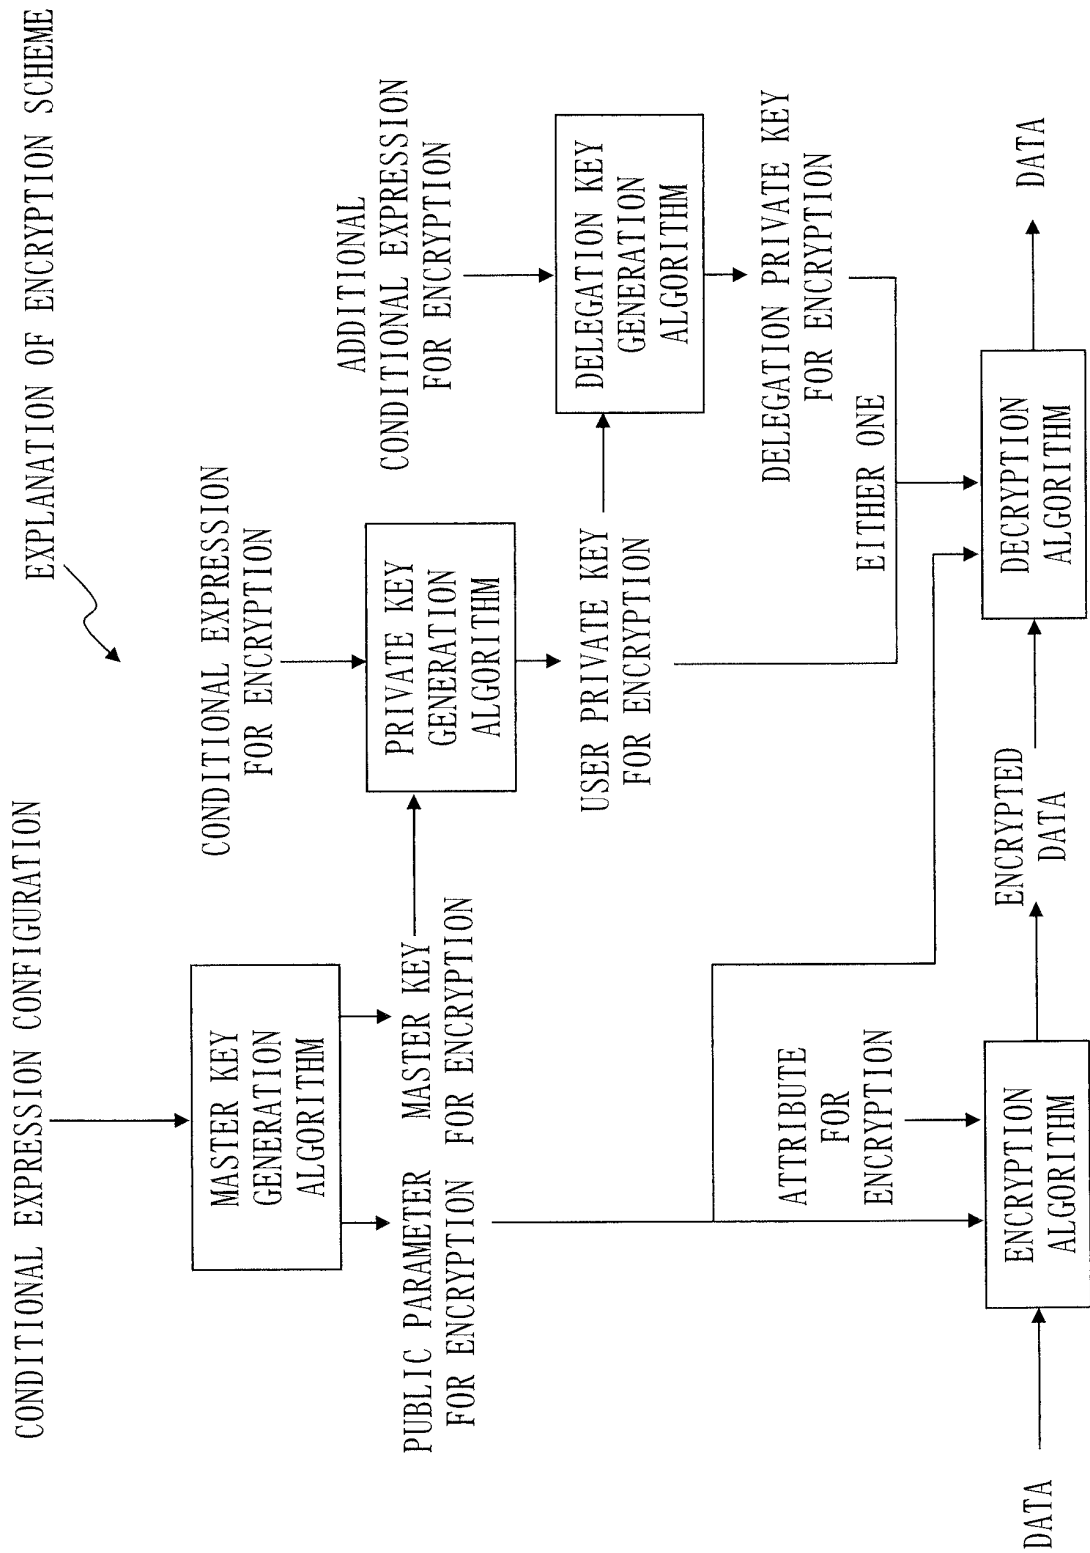 EXPLANATION OF ENCRYPTION SCHEME
CONDITIONAL EXPRESSION CONFIGURATION
MASTER KEY
GENERATION
ALGORITHM
PUBLIC PARAMETER
FOR ENCRYPTION
MASTER KEY
FOR ENCRYPTION
CONDITIONAL EXPRESSION
FOR ENCRYPTION
PRIVATE KEY
GENERATION
ALGORITHM
USER PRIVATE KEY
FOR ENCRYPTION
ADDITIONAL
CONDITIONAL EXPRESSION
FOR ENCRYPTION
DELEGATION KEY
GENERATION
ALGORITHM
DELEGATION PRIVATE KEY
FOR ENCRYPTION
EITHER ONE
ATTRIBUTE
FOR
ENCRYPTION
DATA
ENCRYPTION
ALGORITHM
ENCRYPTED
DATA
DECRYPTION
ALGORITHM
DATA